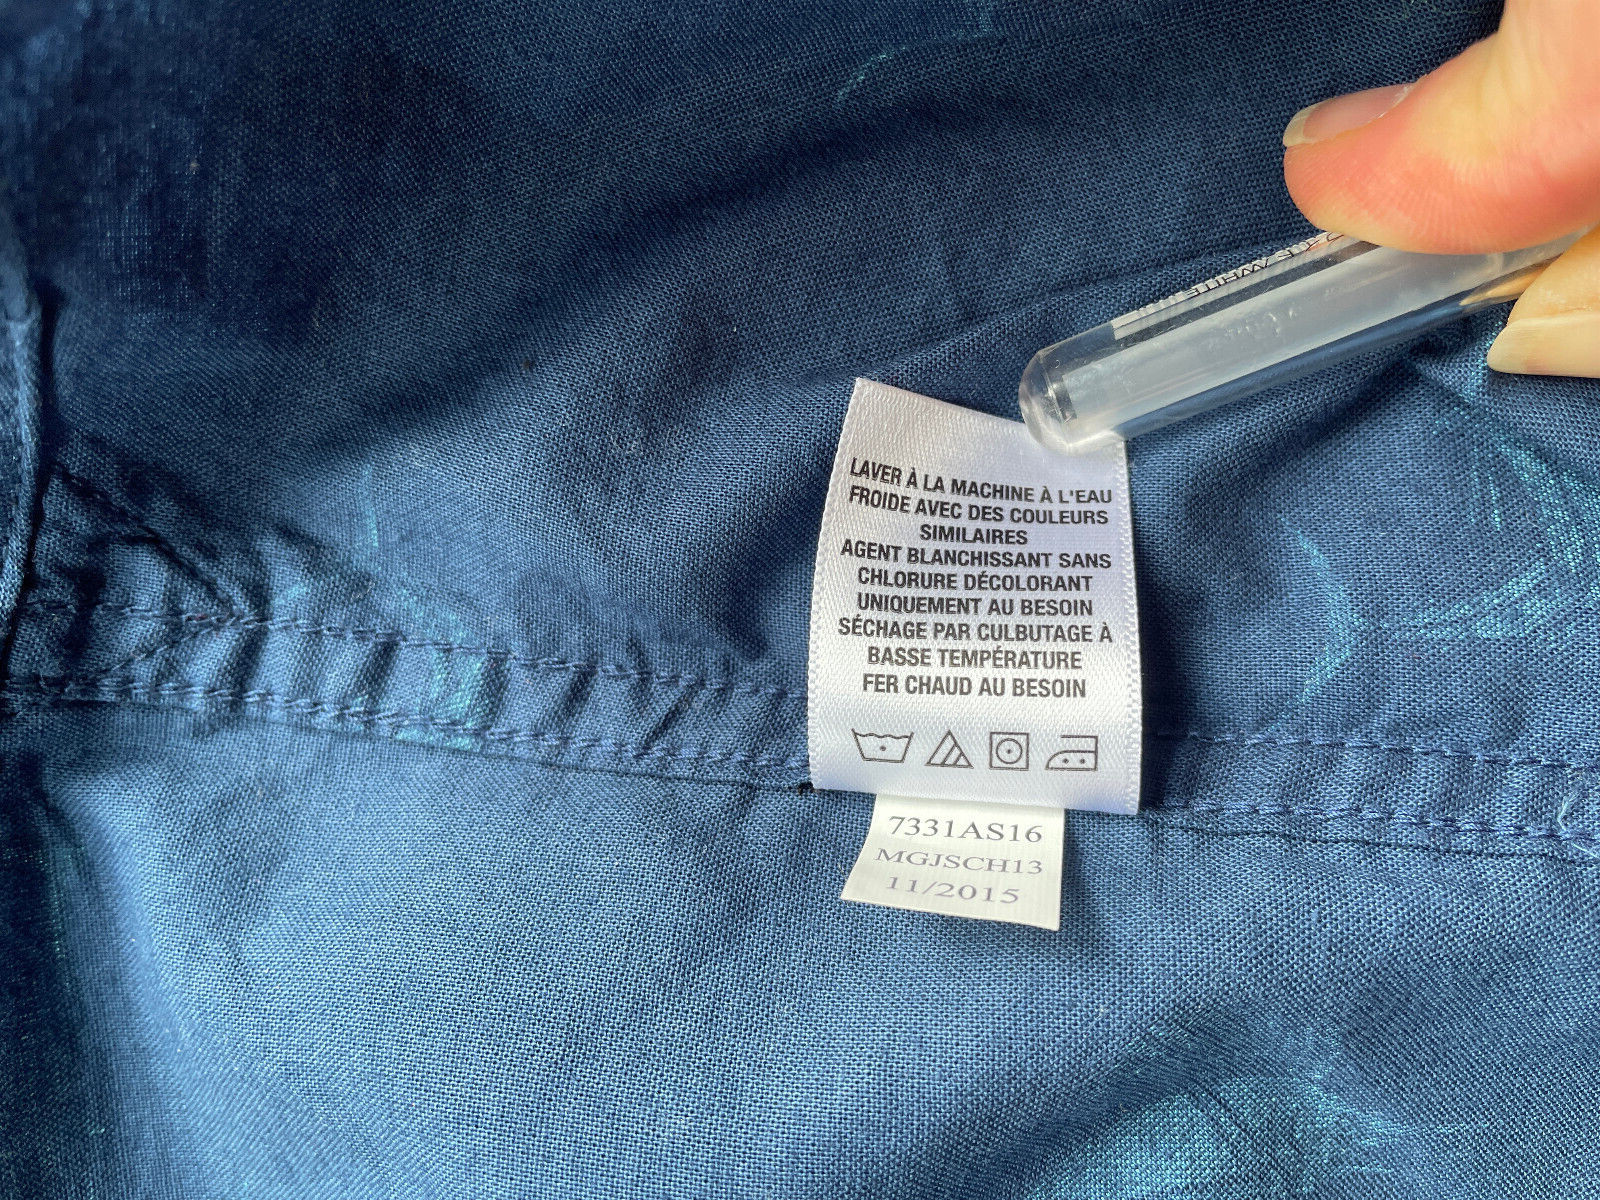 LAVER À LA MACHINE À L'EAU
FROIDE AVEC DES COULEURS
SIMILAIRES
AGENT BLANCHISSANT SANS
CHLORURE DÉCOLORANT
UNIQUEMENT AU BESOIN
SÉCHAGE PAR CULBUTAGE À
BASSE TEMPÉRATURE
FER CHAUD AU BESOIN
7331AS16
MGJSCH13
11/2015